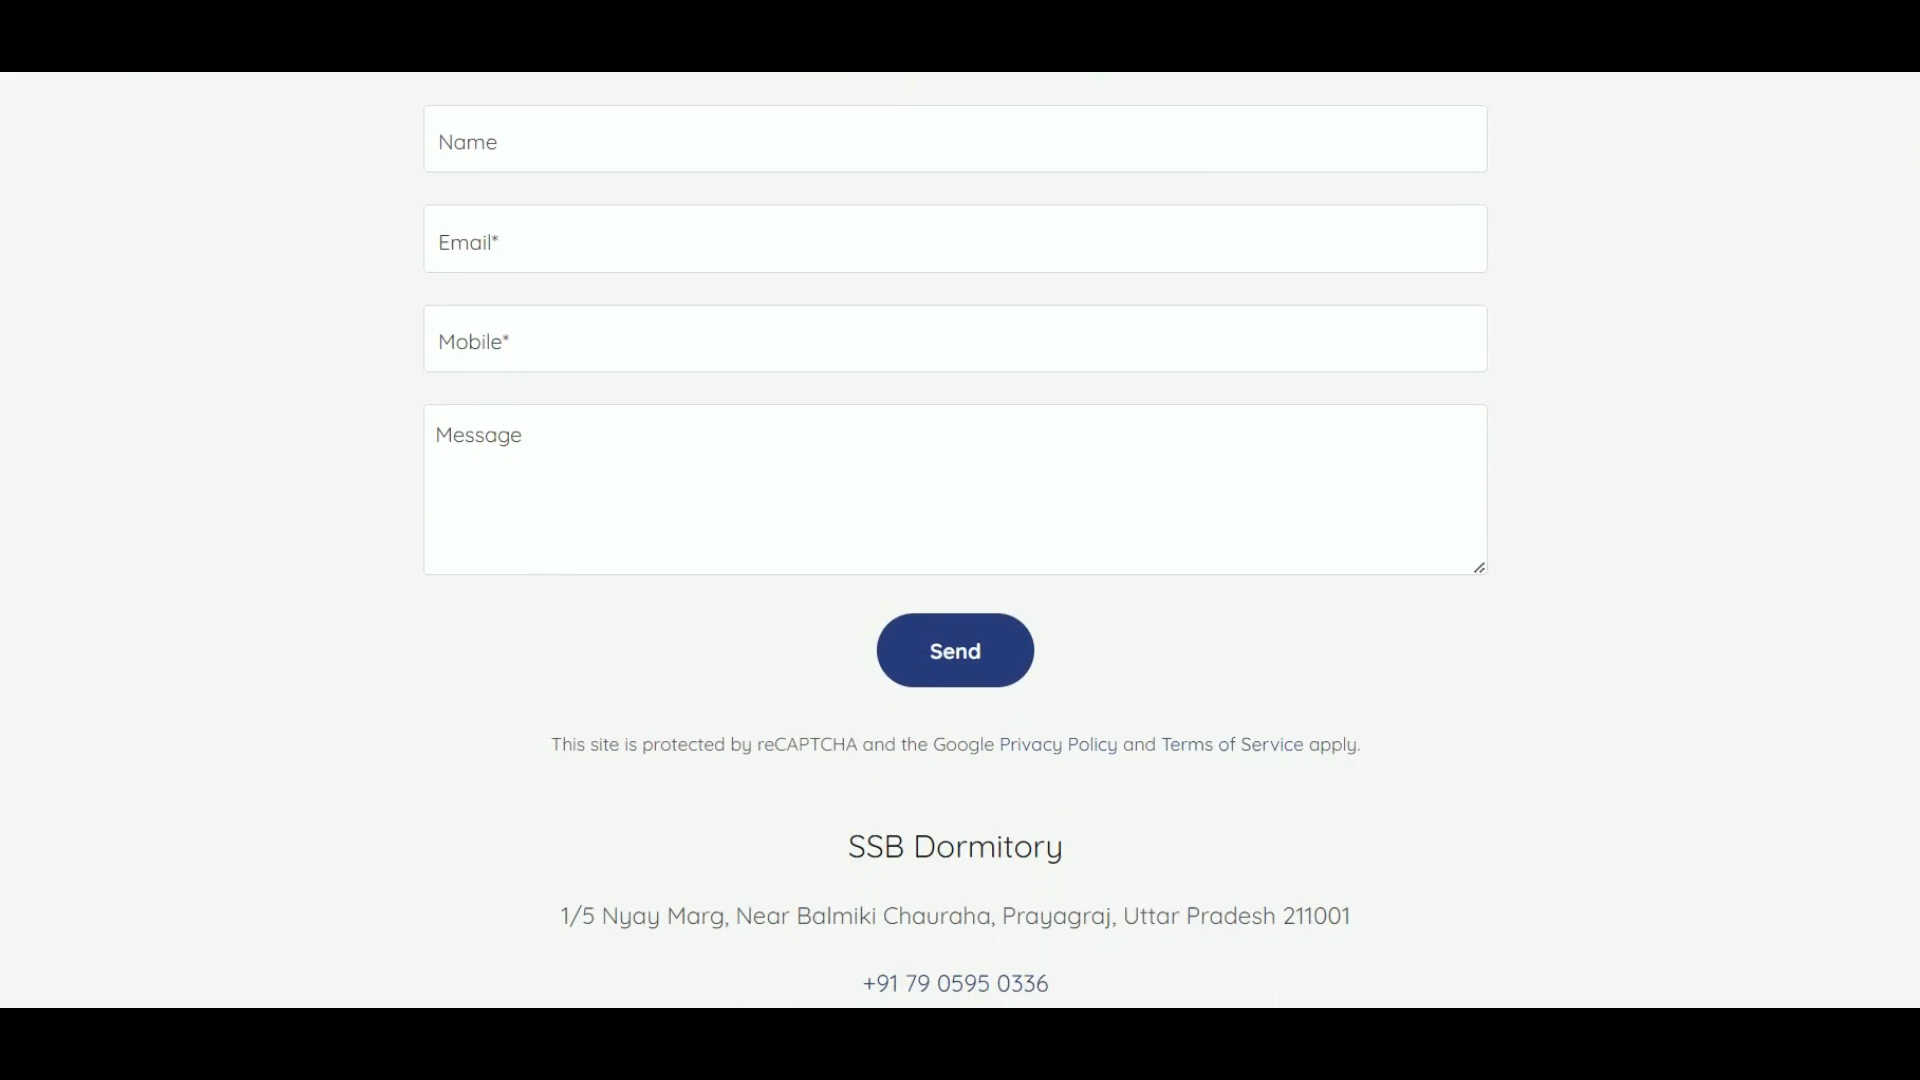 Name
Email*
Mobile*
Message
Send
This site is protected by reCAPTCHA and the Google Privacy Policy and Terms of Service apply.
SSB Dormitory
1/5 Nyay Marg, Near Balmiki Chauraha, Prayagraj, Uttar Pradesh 211001
+91 79 0595 0336